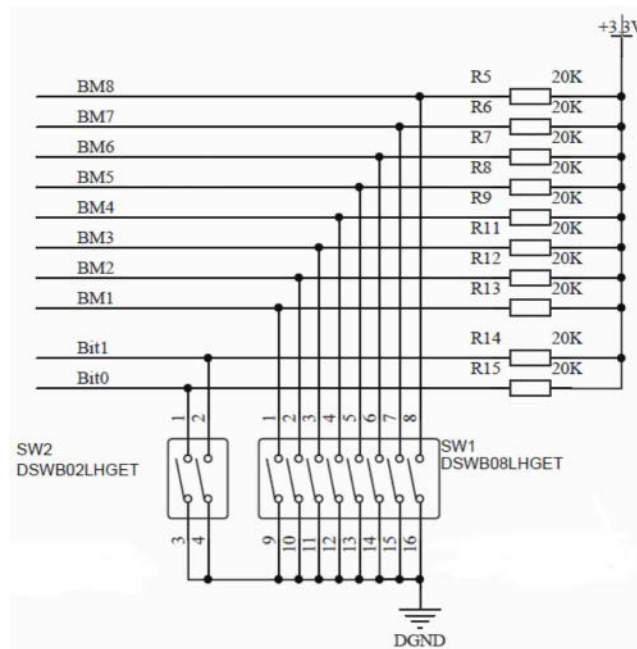 +3.3V
BM8 R5 20K
BM7 R6 20K
BM6 R7 20K
BM5 R8 20K
BM4 R9 20K
BM3 R11 20K
BM2 R12 20K
BM1 R13 20K
Bit1 R14 20K
Bit0 R15 20K
1 2 1 2 3 4 5 6 7 8
SW2
DSWB02LHGET
SW1
DSWB08LHGET
3 4 9 10 11 12 13 14 15 16
DGND